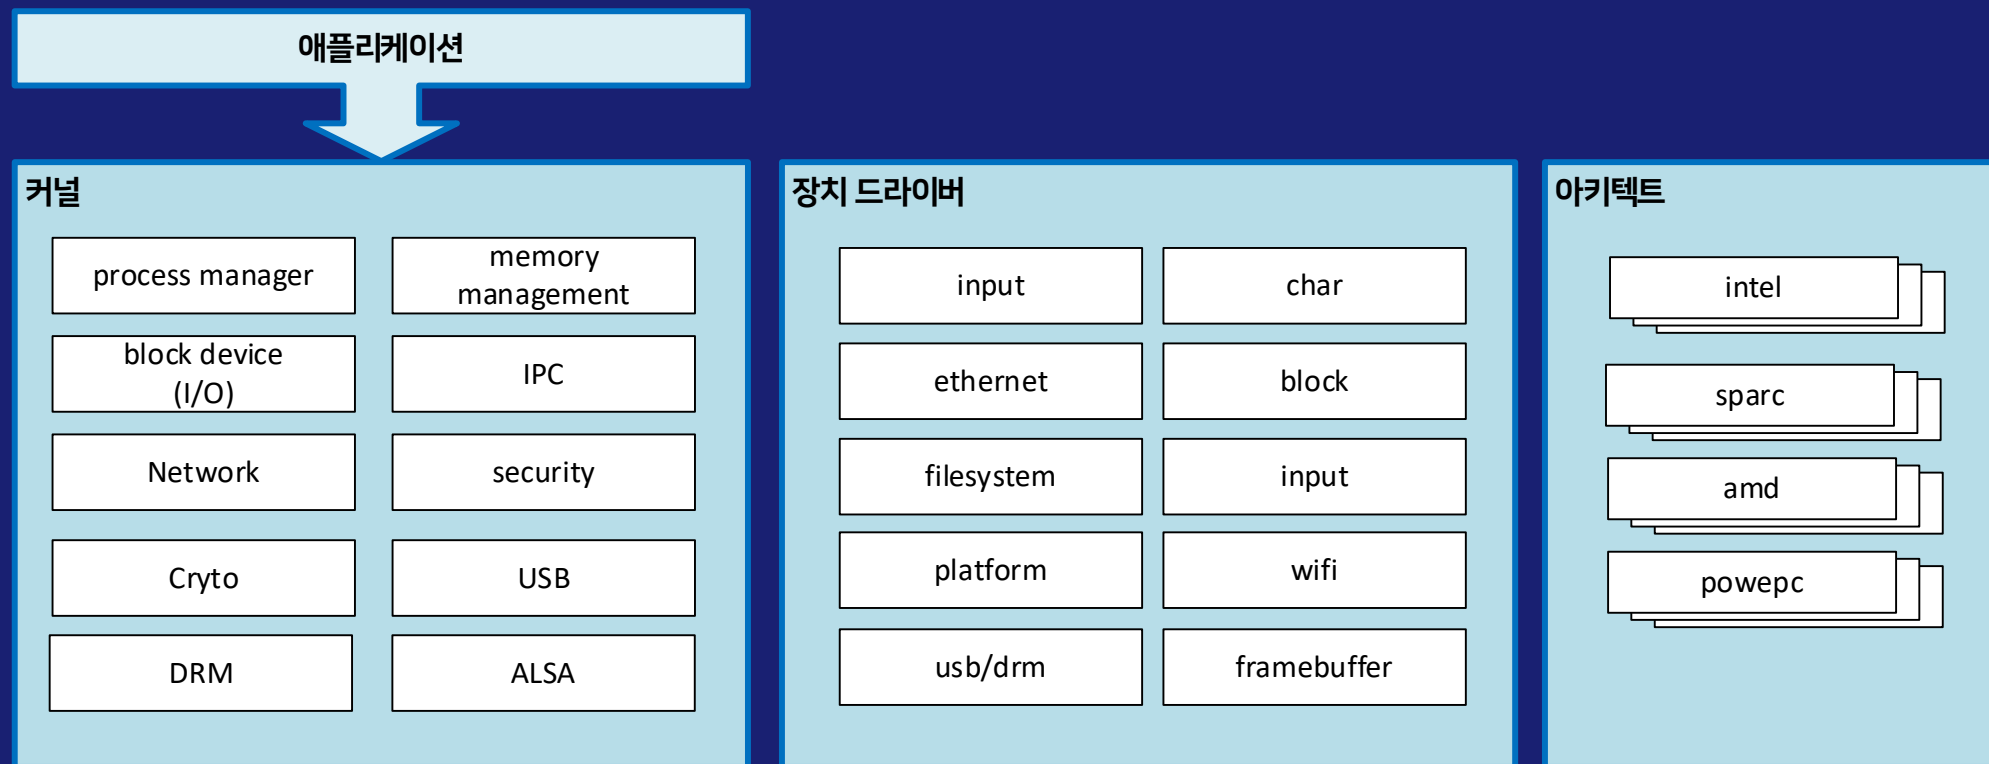 애플리케이션
커널
process manager
memory
management
block device
(I/O)
IPC
Network
security
Cryto
USB
DRM
ALSA
장치 드라이버
input
char
ethernet
block
filesystem
input
platform
wifi
usb/drm
framebuffer
아키텍트
intel
sparc
amd
powepc